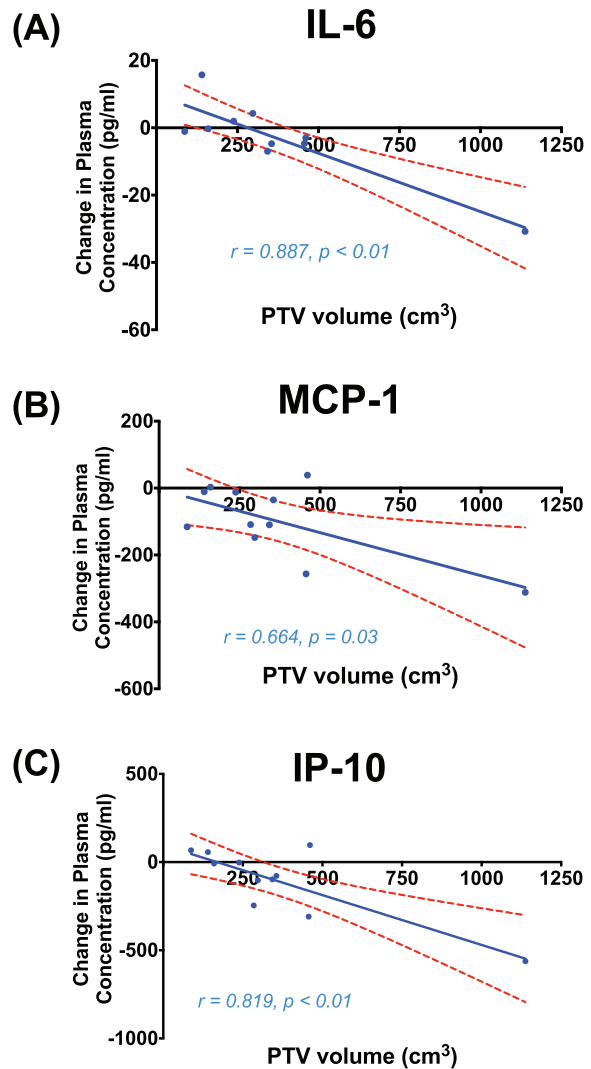 (A)
IL-6
Change in Plasma
Concentration (pg/ml)
20
0
-20
-40
-60
250
500
750
1000
1250
r = 0.887, p < 0.01
PTV volume (cm³)
(B)
MCP-1
Change in Plasma
Concentration (pg/ml)
200
0
-200
-400
-600
250
500
750
1000
1250
r = 0.664, p = 0.03
PTV volume (cm³)
(C)
IP-10
Change in Plasma
Concentration (pg/ml)
500
0
-500
-1000
250
500
750
1000
1250
r = 0.819, p < 0.01
PTV volume (cm³)